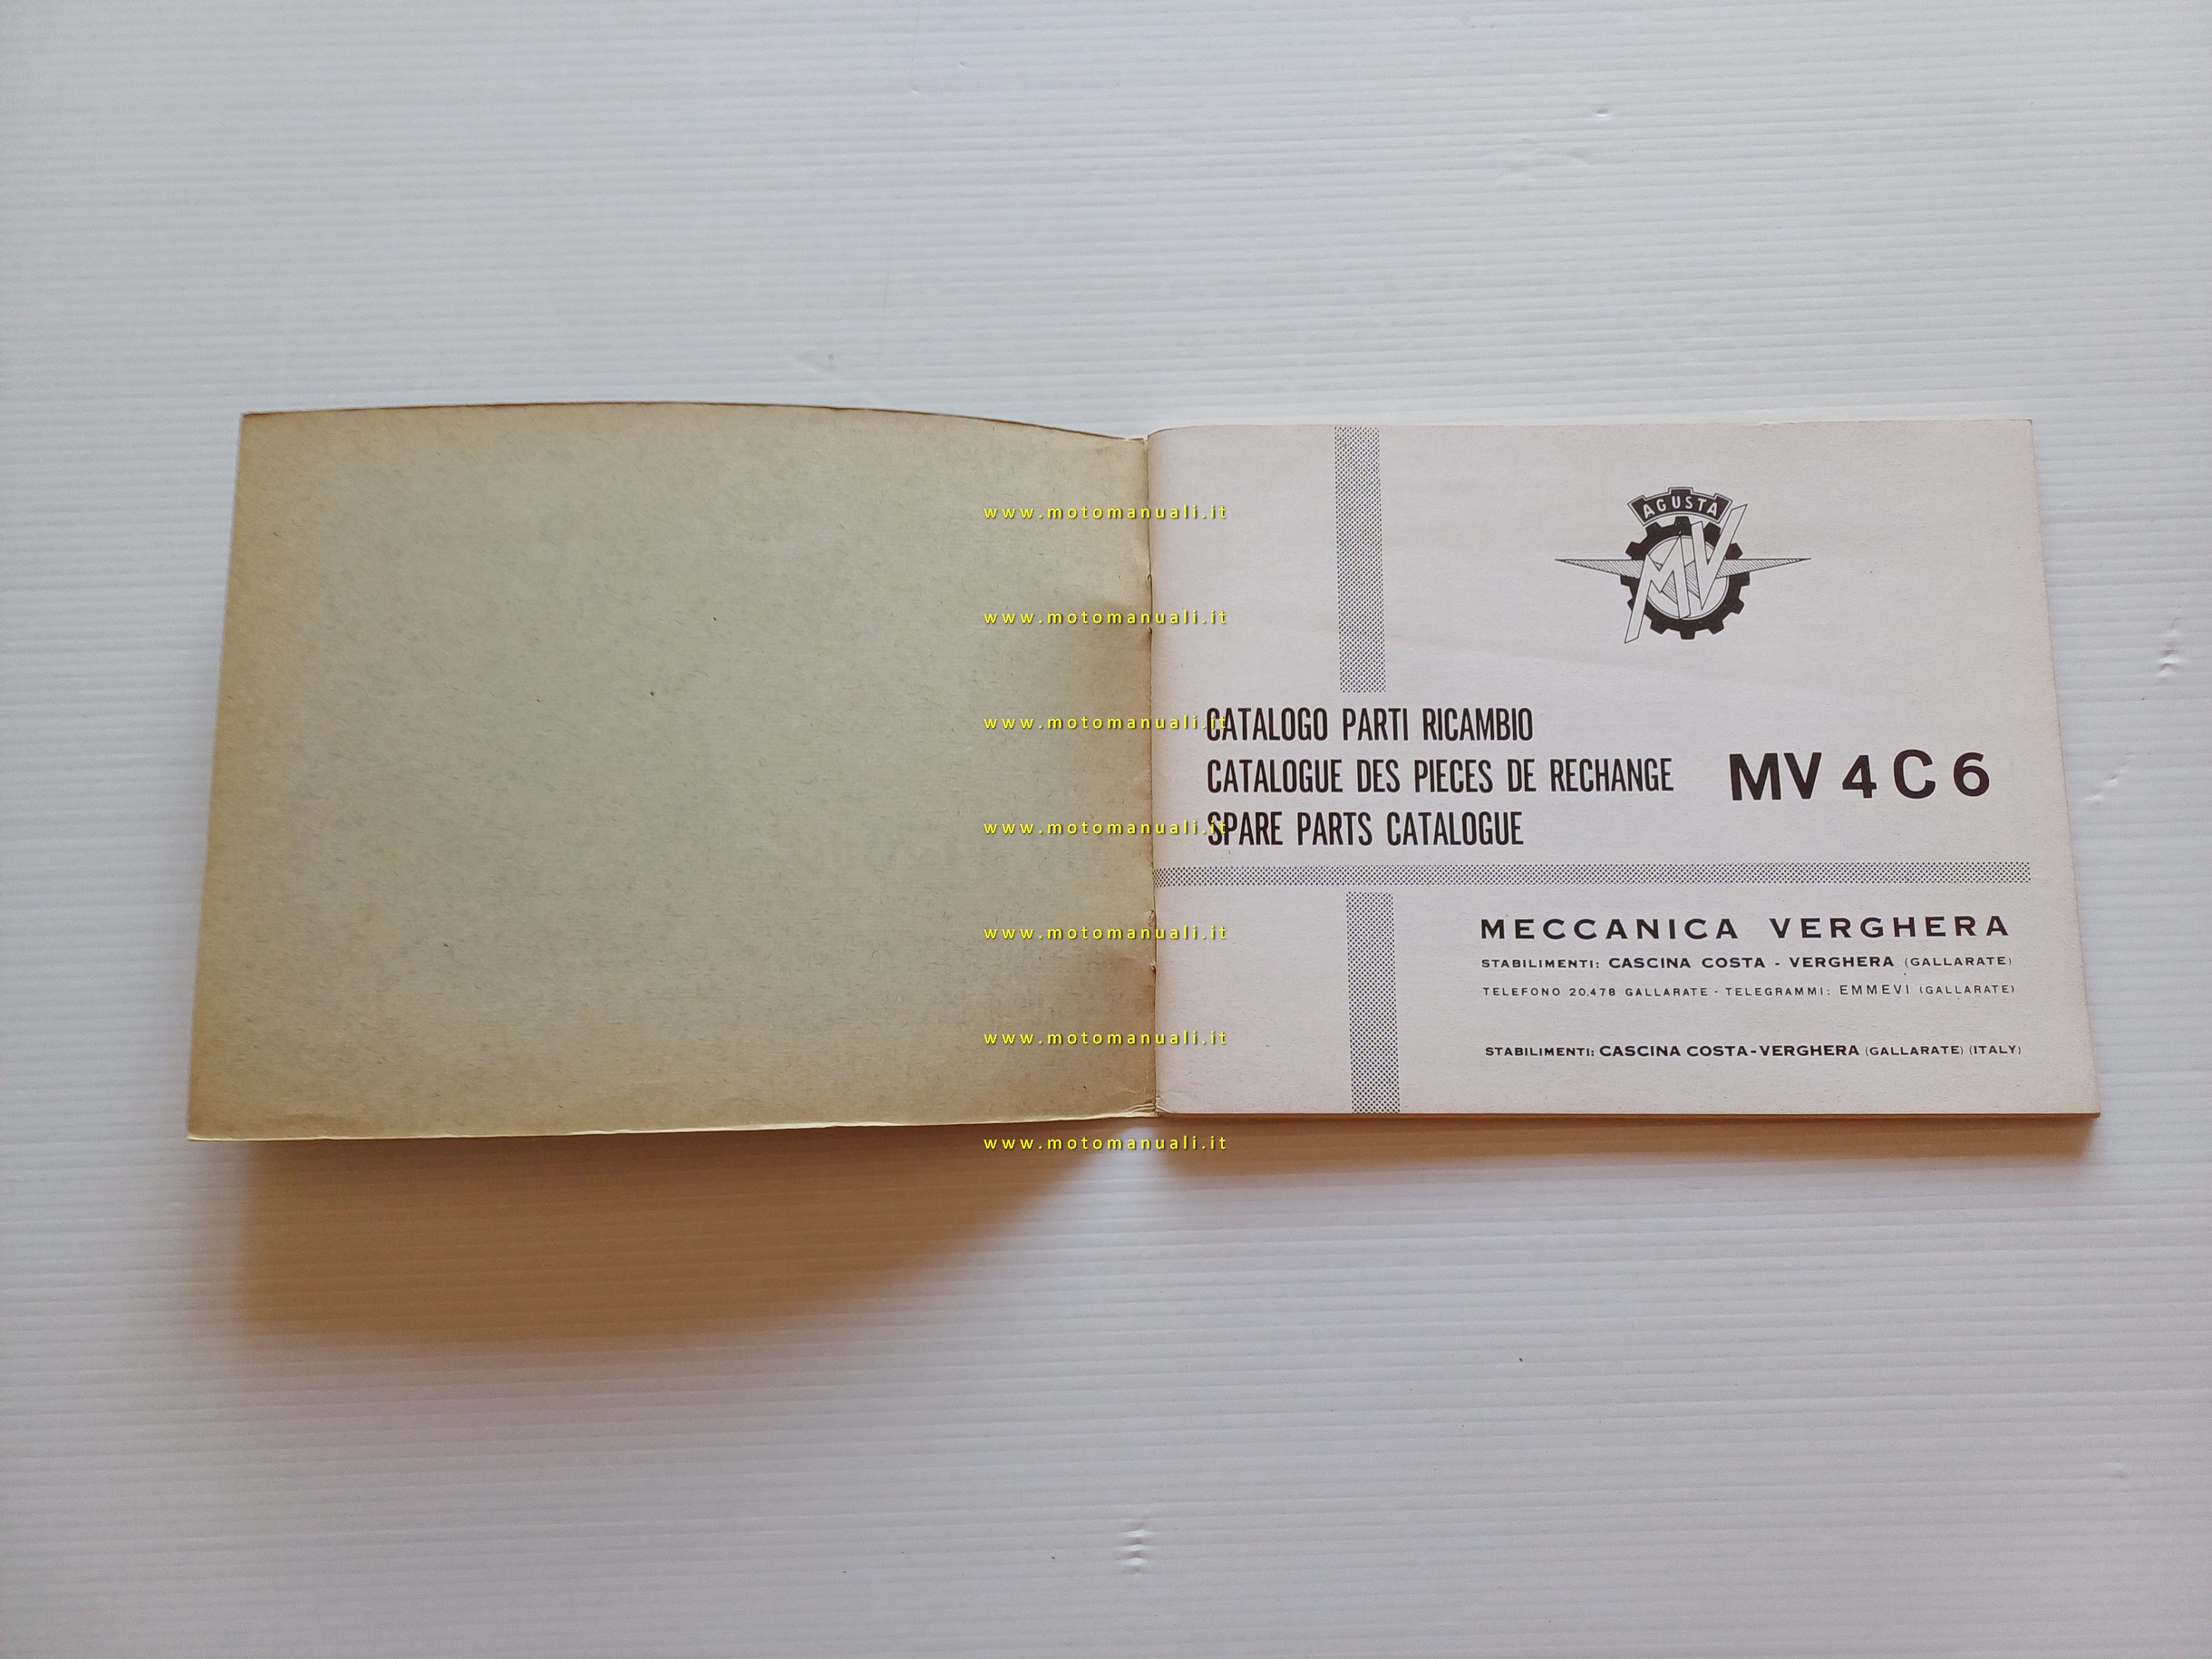 www.motomanuali.it
www.motomanuali.it
www.motomanuali.it
www.motomanuali.it
www.motomanuali.it
www.motomanuali.it
www.motomanuali.it
AGUSTA
MV
CATALOGO PARTI RICAMBIO
CATALOGUE DES PIECES DE RECHANGE
SPARE PARTS CATALOGUE
MV 4 C 6
MECCANICA VERGHERA
STABILIMENTI: CASCINA COSTA - VERGHERA (GALLARATE)
TELEFONO 20.478 GALLARATE - TELEGRAMMI: EMMEVI (GALLARATE)
STABILIMENTI: CASCINA COSTA-VERGHERA (GALLARATE) (ITALY)